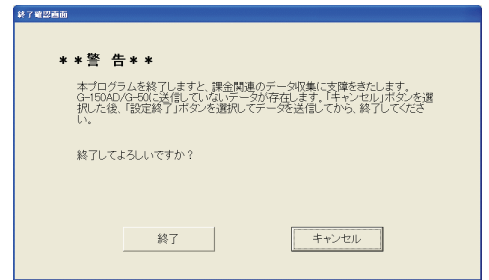 終了確認画面
**警 告**
本プログラムを終了しますと、課金関連のデータ収集に支障をきたします。
G-150AD/G-50に送信していないデータが存在します。「キャンセル」ボタンを選
択した後、「設定終了」ボタンを選択してデータを送信してから、終了してくださ
い。
終了してよろしいですか？
終了
キャンセル